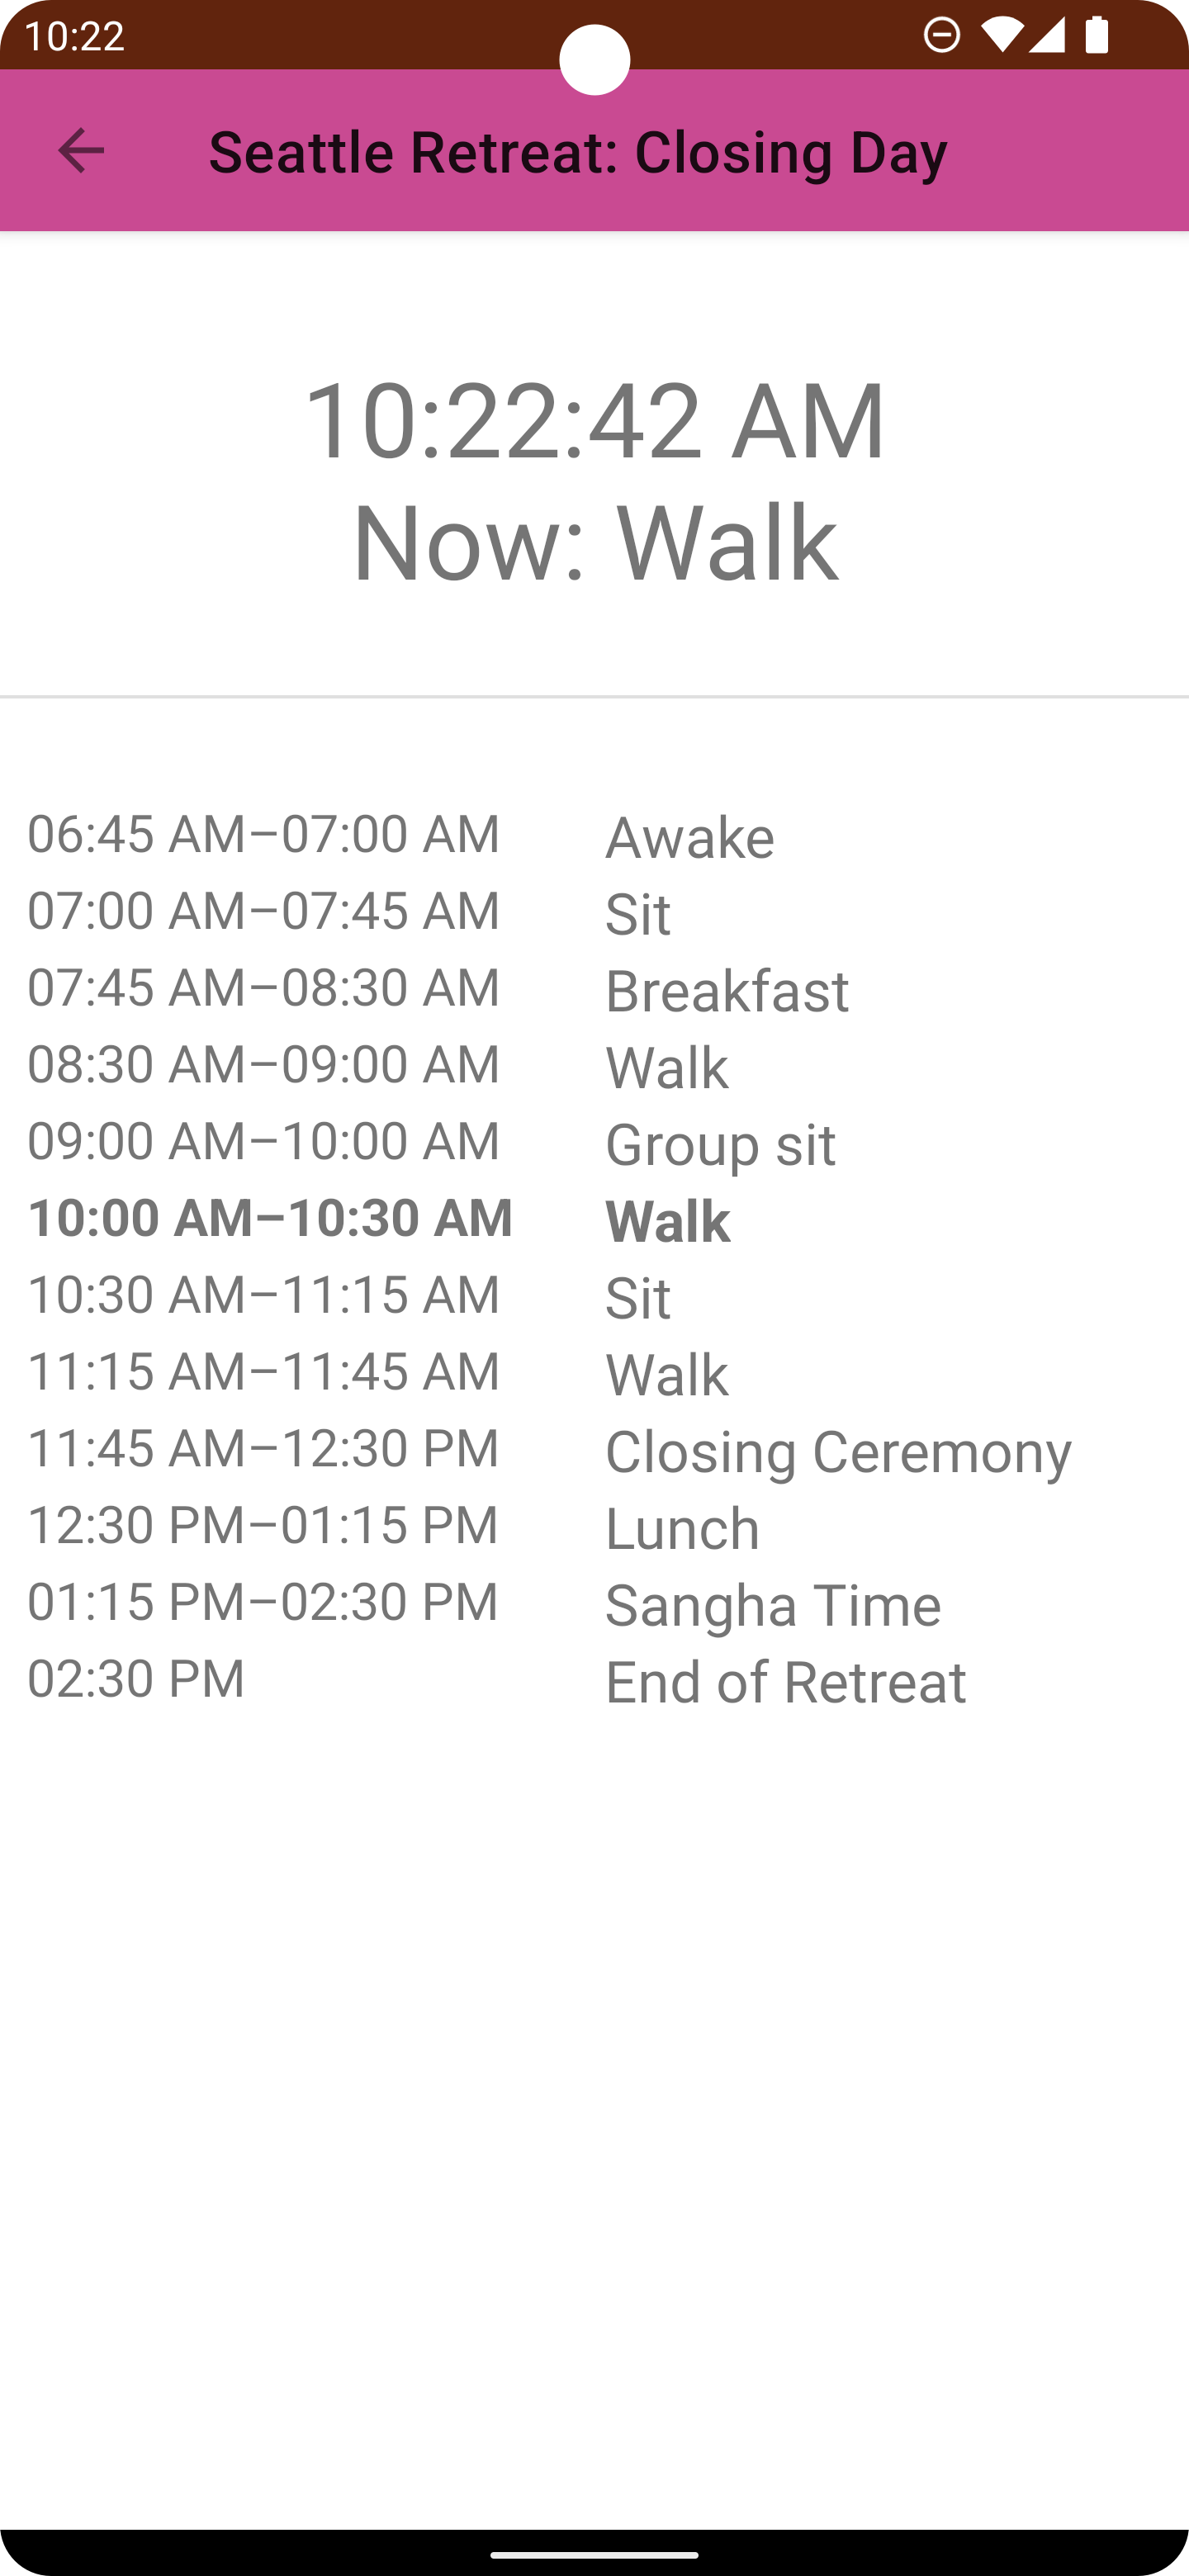 10:22
Seattle Retreat: Closing Day
10:22:42 AM
Now: Walk
06:45 AM–07:00 AM Awake
07:00 AM–07:45 AM Sit
07:45 AM–08:30 AM Breakfast
08:30 AM–09:00 AM Walk
09:00 AM–10:00 AM Group sit
10:00 AM–10:30 AM Walk
10:30 AM–11:15 AM Sit
11:15 AM–11:45 AM Walk
11:45 AM–12:30 PM Closing Ceremony
12:30 PM–01:15 PM Lunch
01:15 PM–02:30 PM Sangha Time
02:30 PM End of Retreat